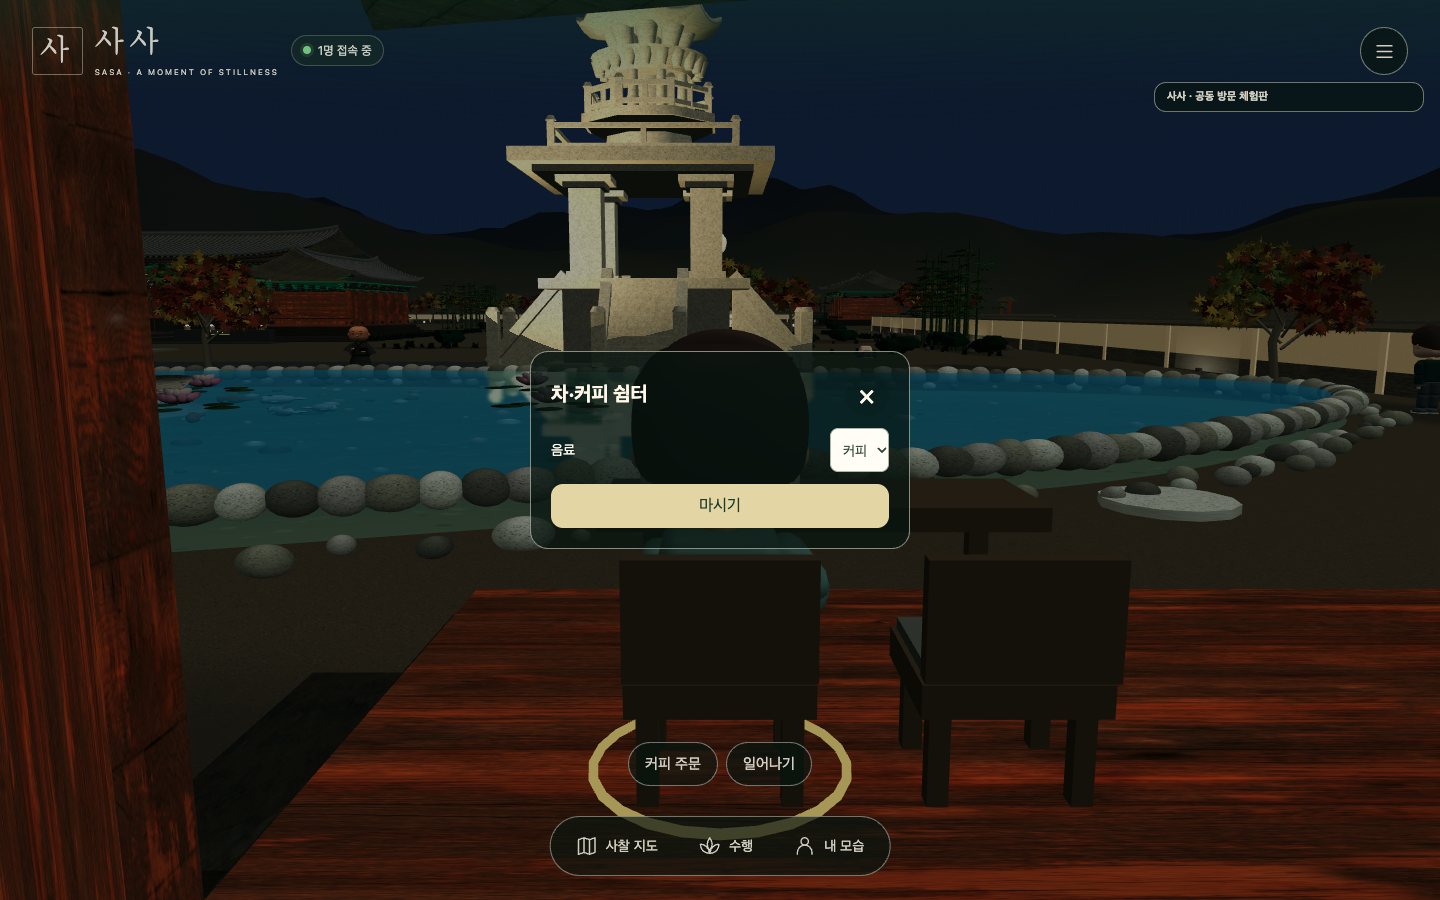 사
사사
SASA · A MOMENT OF STILLNESS
1명 접속 중
사사 · 공동 방문 체험판
차·커피 쉼터
음료
커피
마시기
커피 주문
일어나기
사찰 지도
수행
내 모습